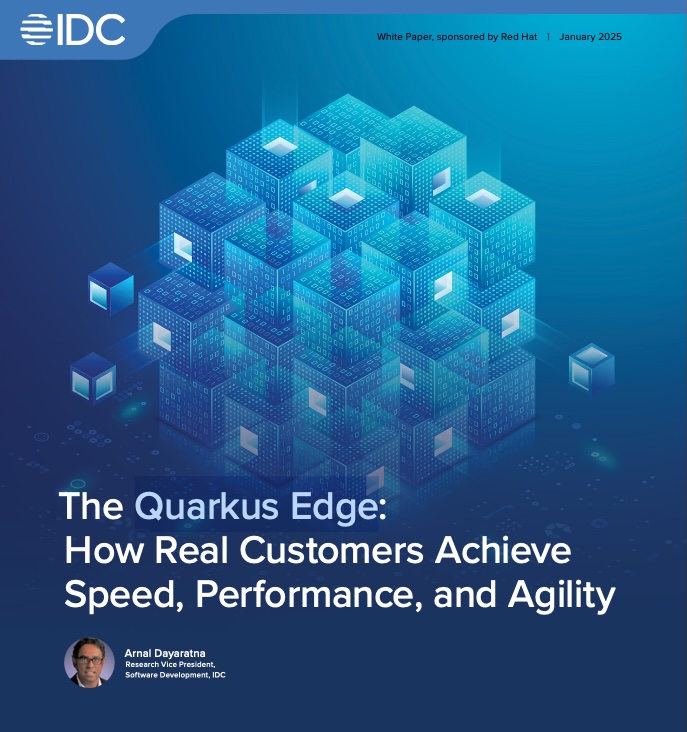 IDC
White Paper, sponsored by Red Hat | January 2025
The Quarkus Edge:
How Real Customers Achieve
Speed, Performance, and Agility
Arnal Dayaratna
Research Vice President,
Software Development, IDC